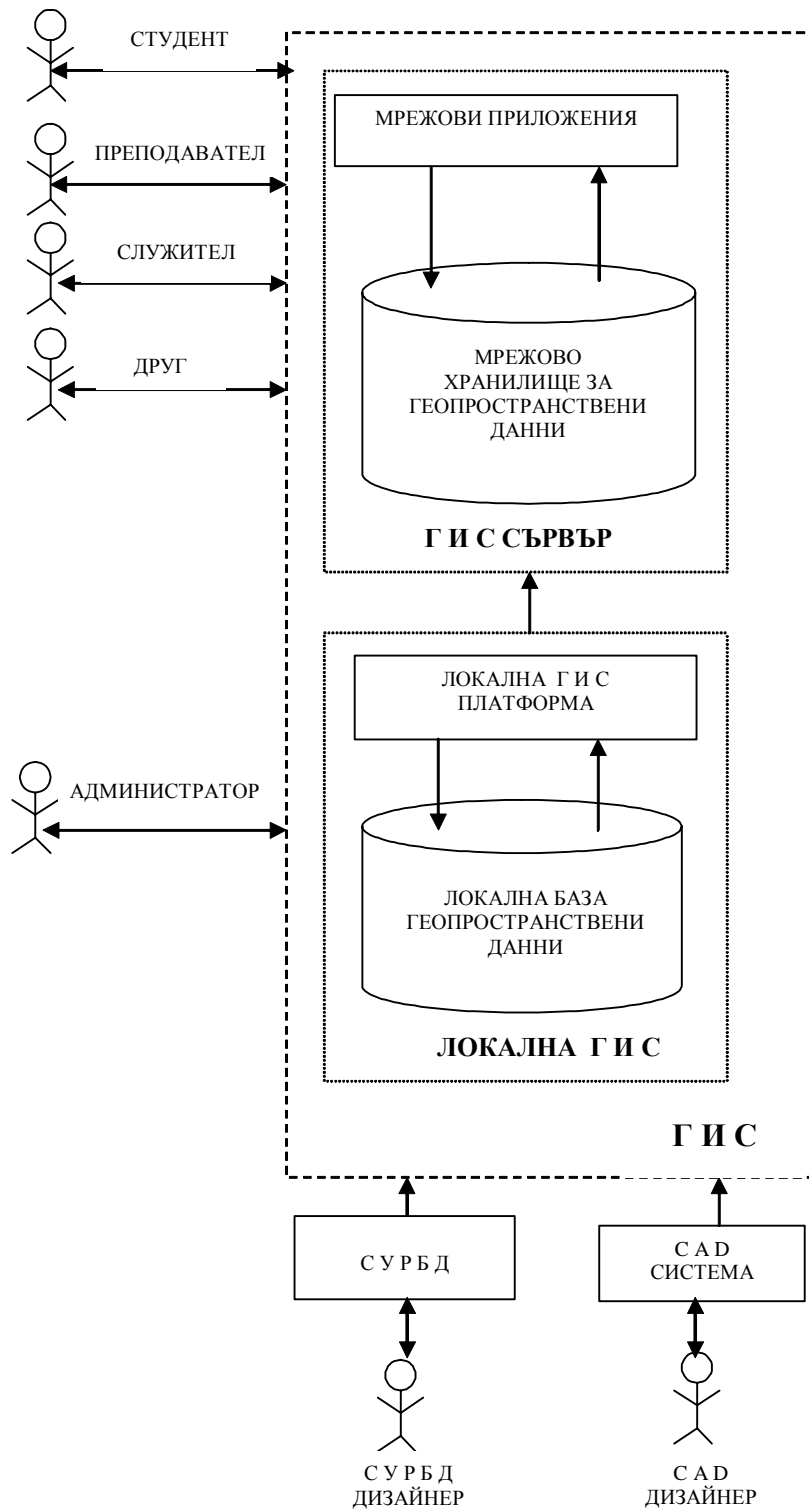 СТУДЕНТ
МРЕЖОВИ ПРИЛОЖЕНИЯ
ПРЕПОДАВАТЕЛ
СЛУЖИТЕЛ
ДРУГ
МРЕЖОВО
ХРАНИЛИЩЕ ЗА
ГЕОПРОСТРАНСТВЕНИ
ДАННИ
Г И С СЪРВЪР
ЛОКАЛНА Г И С
ПЛАТФОРМА
АДМИНИСТРАТОР
ЛОКАЛНА БАЗА
ГЕОПРОСТРАНСТВЕНИ
ДАННИ
ЛОКАЛНА Г И С
Г И С
С У Р Б Д
C A D
СИСТЕМА
С У Р Б Д
ДИЗАЙНЕР
C A D
ДИЗАЙНЕР